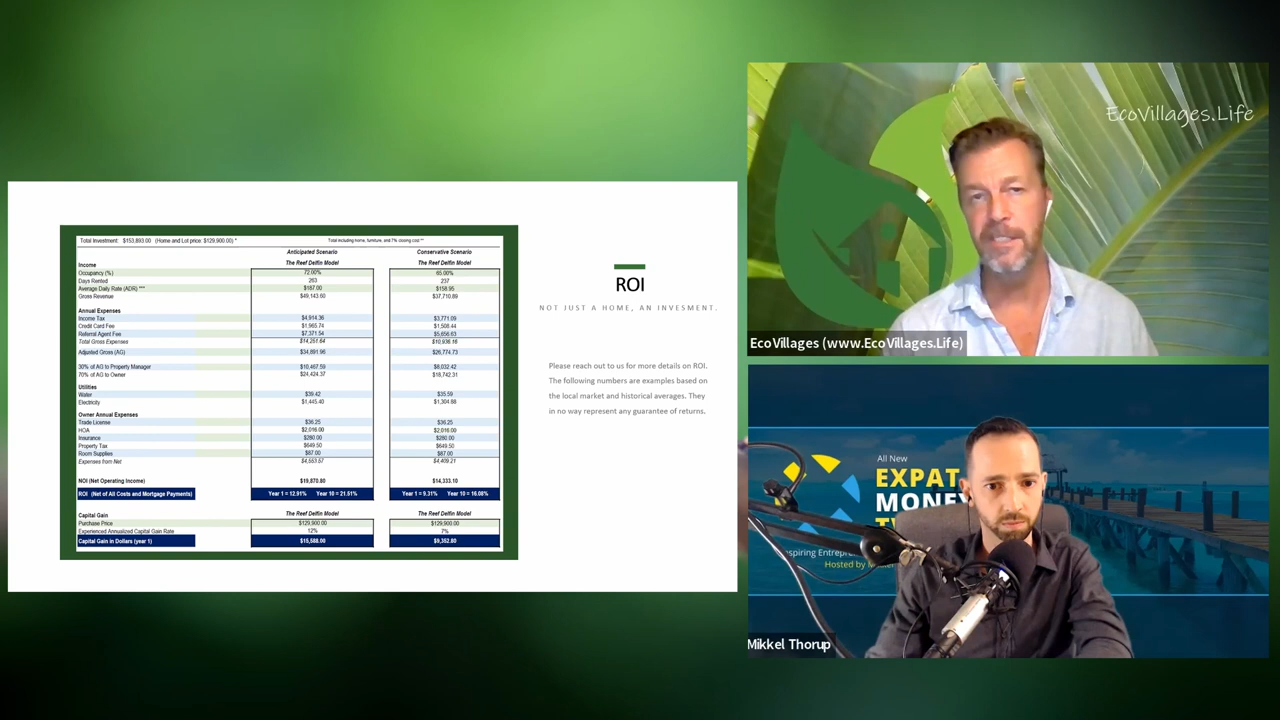 Total Investment: $153,893.00 (Home and Lot price: $129,900.00) * Total including home, furniture, and 7% closing cost **
Anticipated Scenario Conservative Scenario
Income The Reef Delfin Model The Reef Delfin Model
Occupancy (%) 72.00% 65.00%
Days Rented 263 237
Average Daily Rate (ADR) *** $187.00 $158.95
Gross Revenue $49,143.60 $37,710.89
Annual Expenses
Income Tax $4,914.36 $3,771.09
Credit Card Fee $1,965.74 $1,508.44
Referral Agent Fee $7,371.54 $5,656.63
Total Gross Expenses $14,251.64 $10,936.16
Adjusted Gross (AG) $34,891.96 $26,774.73
30% of AG to Property Manager $10,467.59 $8,032.42
70% of AG to Owner $24,424.37 $18,742.31
Utilities
Water $39.42 $35.59
Electricity $1,445.40 $1,304.88
Owner Annual Expenses
Trade License $36.25 $36.25
HOA $2,016.00 $2,016.00
Insurance $280.00 $280.00
Property Tax $649.50 $649.50
Room Supplies $87.00 $87.00
Expenses from Net $4,553.57 $4,409.21
NOI (Net Operating Income) $19,870.80 $14,333.10
ROI (Net of All Costs and Mortgage Payments) Year 1 = 12.91% Year 10 = 21.51% Year 1 = 9.31% Year 10 = 16.08%
Capital Gain The Reef Delfin Model The Reef Delfin Model
Purchase Price $129,900.00 $129,900.00
Experienced Annualized Capital Gain Rate 12% 7%
Capital Gain in Dollars (year 1) $15,588.00 $9,352.80
ROI
NOT JUST A HOME, AN INVESMENT.
Please reach out to us for more details on ROI.
The following numbers are examples based on
the local market and historical averages. They
in no way represent any guarantee of returns.
EcoVillages.Life
EcoVillages (www.EcoVillages.Life)
All New
EXPAT
MONEY
Hosted by
Mikkel Thorup